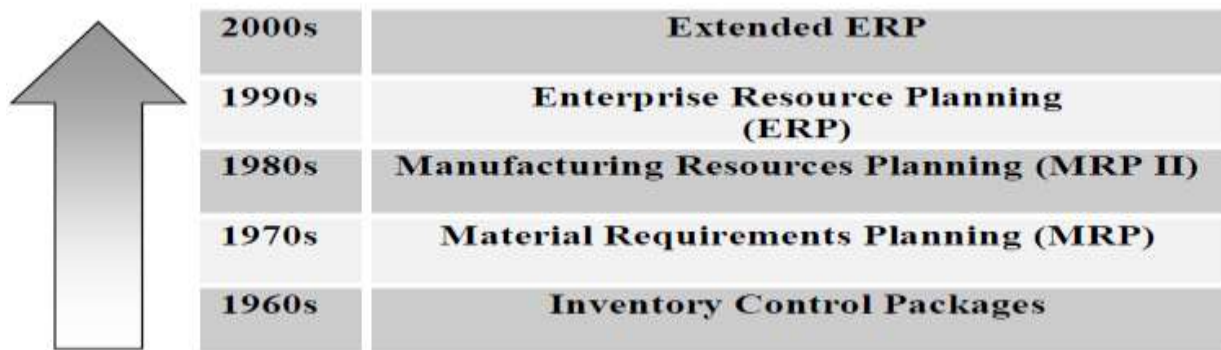 2000s Extended ERP
1990s Enterprise Resource Planning
(ERP)
1980s Manufacturing Resources Planning (MRP II)
1970s Material Requirements Planning (MRP)
1960s Inventory Control Packages